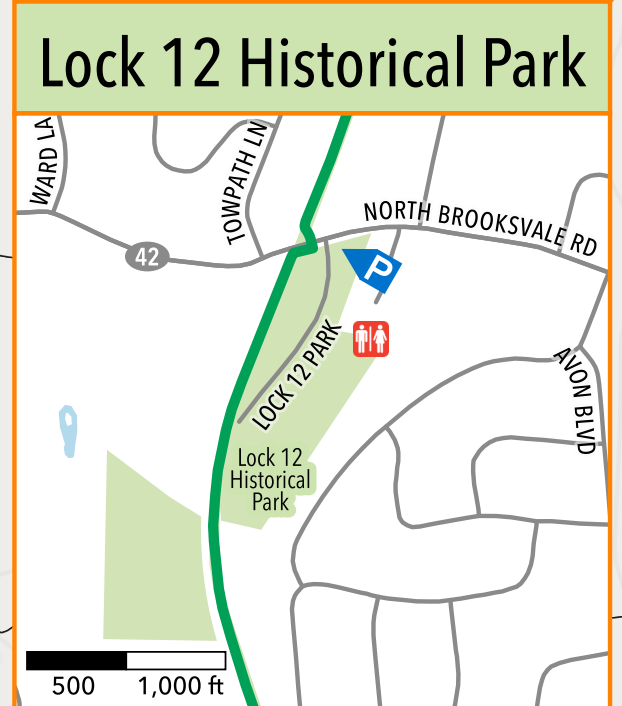 Lock 12 Historical Park
WARD LA
TOWPATH LN
NORTH BROOKSVALE RD
42
P
LOCK 12 PARK
AVON BLVD
Lock 12
Historical
Park
500 1,000 ft